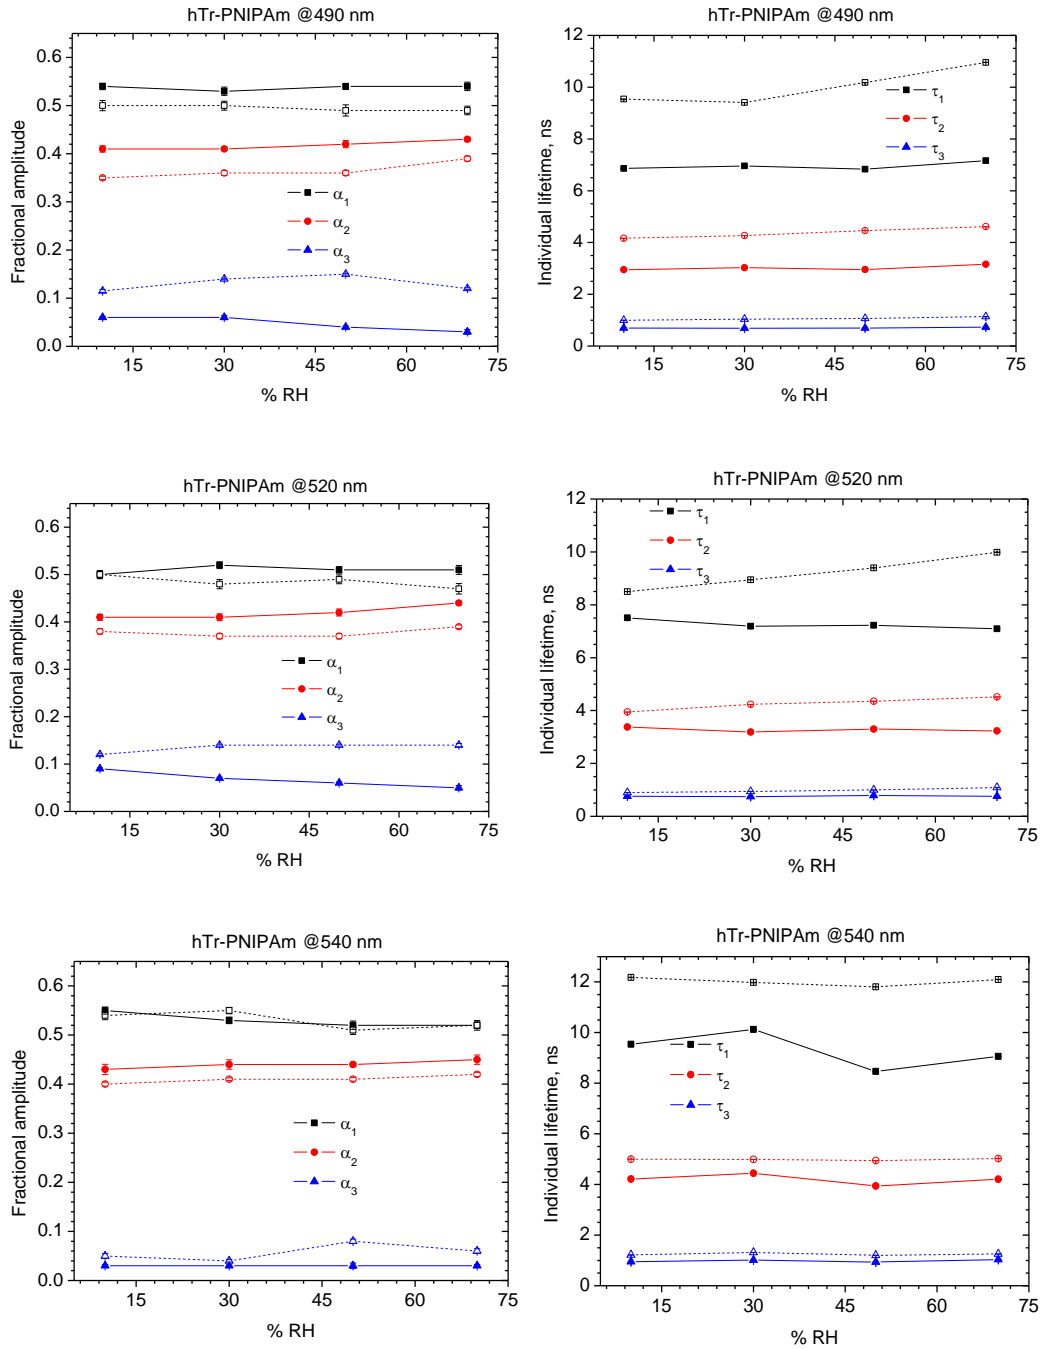 hTr-PNIPAm @490 nm
Fractional amplitude
0.6
0.5
0.4
0.3
0.2
0.1
0.0
α1
α2
α3
15 30 45 60 75
% RH
hTr-PNIPAm @490 nm
Individual lifetime, ns
12
10
8
6
4
2
0
τ1
τ2
τ3
15 30 45 60 75
% RH
hTr-PNIPAm @520 nm
Fractional amplitude
0.6
0.5
0.4
0.3
0.2
0.1
0.0
α1
α2
α3
15 30 45 60 75
% RH
hTr-PNIPAm @520 nm
Individual lifetime, ns
12
10
8
6
4
2
0
τ1
τ2
τ3
15 30 45 60 75
% RH
hTr-PNIPAm @540 nm
Fractional amplitude
0.6
0.5
0.4
0.3
0.2
0.1
0.0
α1
α2
α3
15 30 45 60 75
% RH
hTr-PNIPAm @540 nm
Individual lifetime, ns
12
10
8
6
4
2
0
τ1
τ2
τ3
15 30 45 60 75
% RH